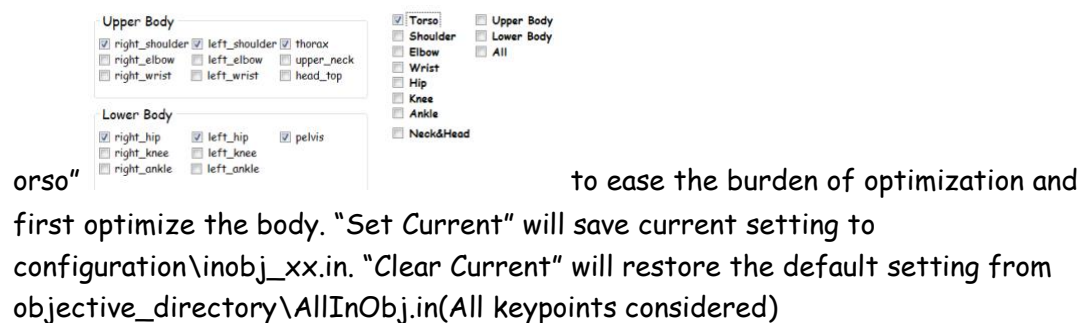 Upper Body
right_shoulder left_shoulder thorax
right_elbow left_elbow upper_neck
right_wrist left_wrist head_top
Lower Body
right_hip left_hip pelvis
right_knee left_knee
right_ankle left_ankle
Torso Upper Body
Shoulder Lower Body
Elbow All
Wrist
Hip
Knee
Ankle
Neck&Head
orso” to ease the burden of optimization and
first optimize the body. “Set Current” will save current setting to
configuration\inobj_xx.in. “Clear Current” will restore the default setting from
objective_directory\AllInObj.in(All keypoints considered)